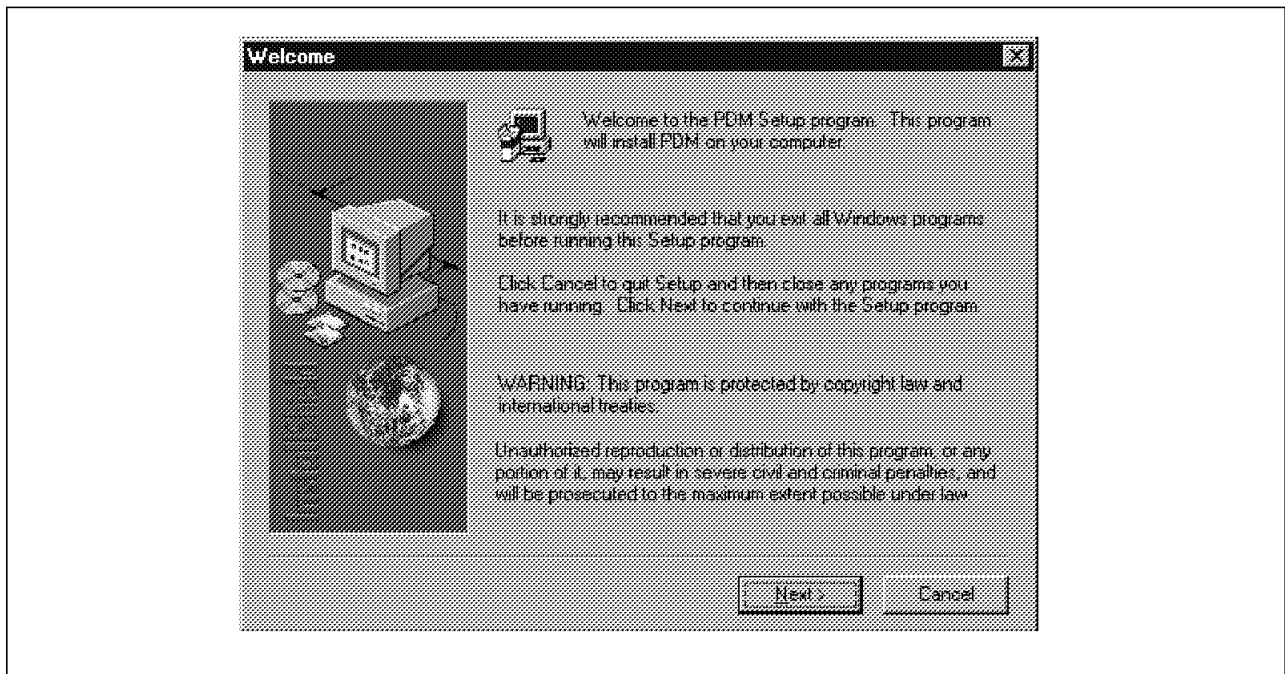 Welcome
Welcome to the PDM Setup program. This program
will install PDM on your computer.
It is strongly recommended that you exit all Windows programs
before running this Setup program.
Click Cancel to quit Setup and then close any programs you
have running. Click Next to continue with the Setup program.
WARNING: This program is protected by copyright law and
international treaties.
Unauthorized reproduction or distribution of this program, or any
portion of it, may result in severe civil and criminal penalties, and
will be prosecuted to the maximum extent possible under law.
Next >
Cancel